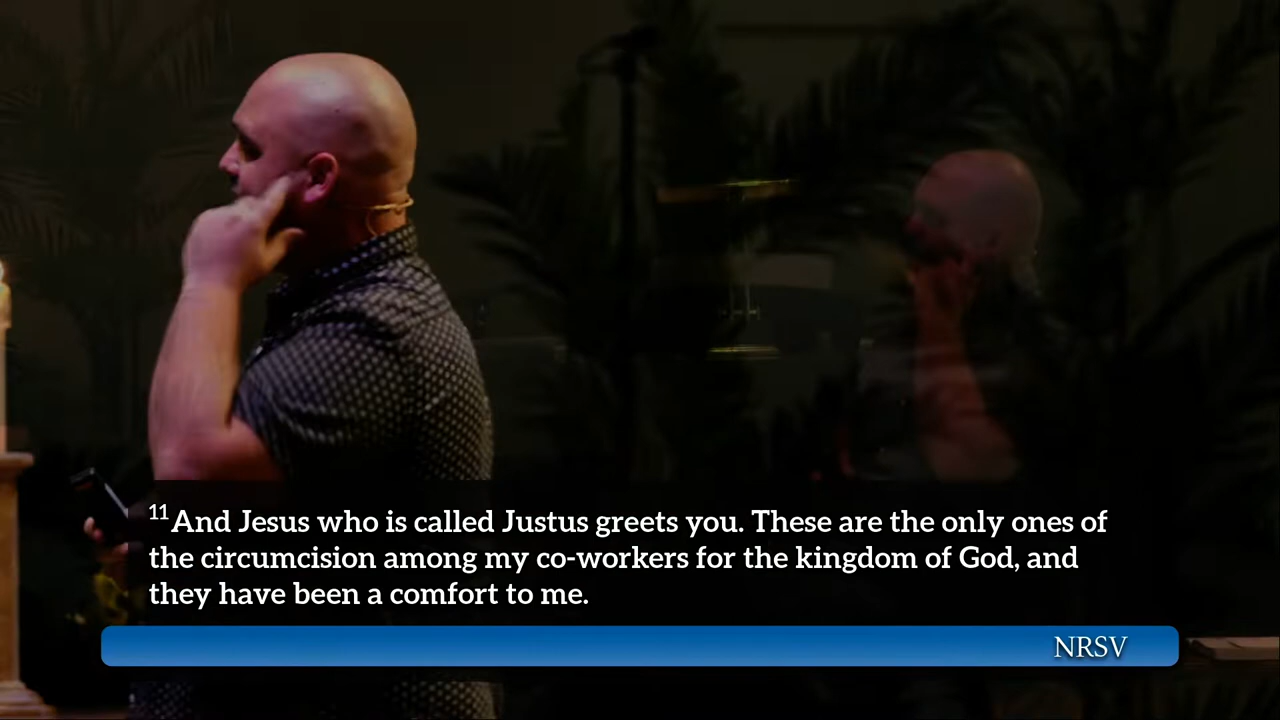 11And Jesus who is called Justus greets you. These are the only ones of
the circumcision among my co-workers for the kingdom of God, and
they have been a comfort to me.
NRSV